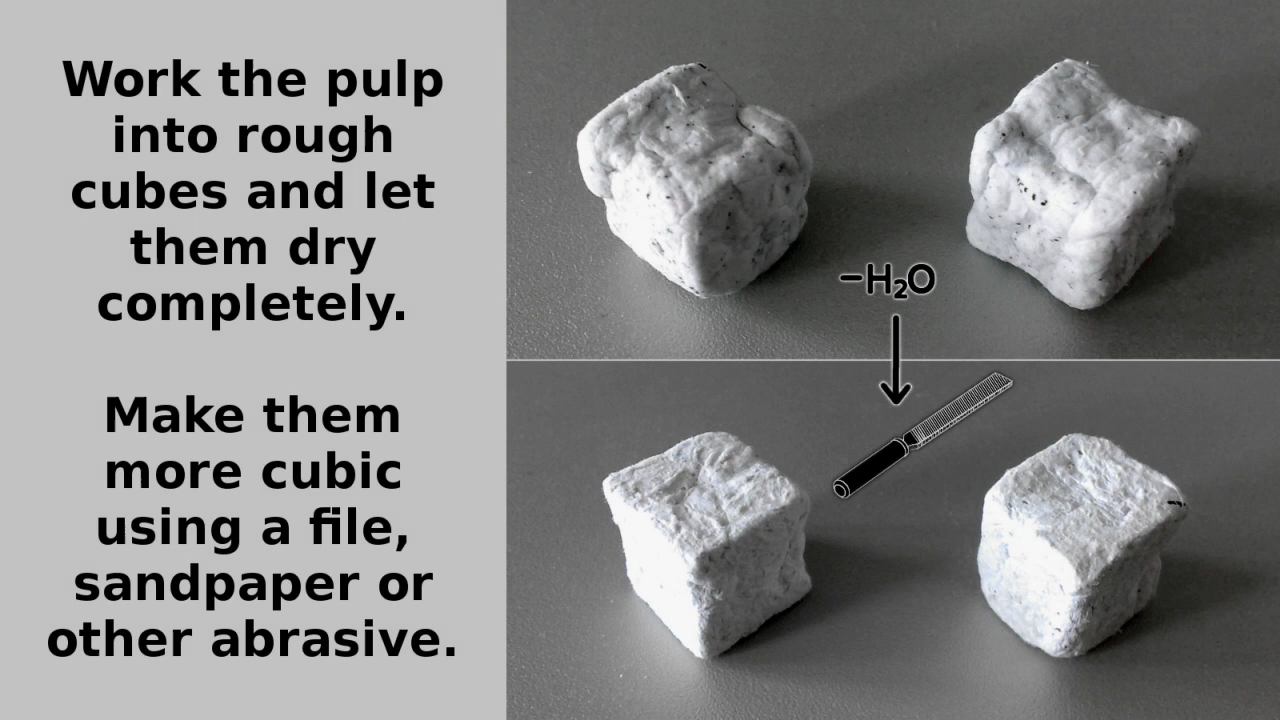 Work the pulp
into rough
cubes and let
them dry
completely.
Make them
more cubic
using a file,
sandpaper or
other abrasive.
−H₂O